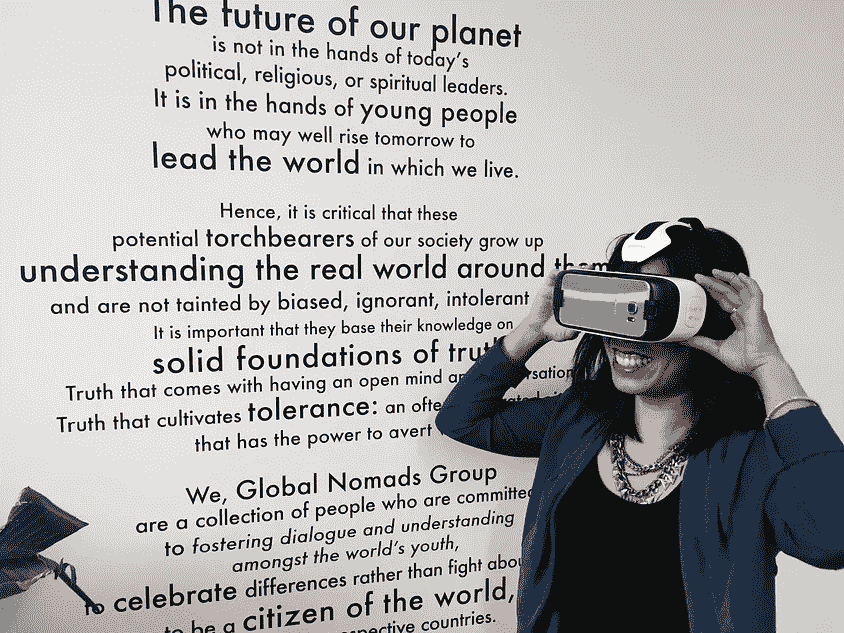 The future of our planet
is not in the hands of today's
political, religious, or spiritual leaders.
It is in the hands of young people
who may well rise tomorrow to
lead the world in which we live.
Hence, it is critical that these
potential torchbearers of our society grow up
understanding the real world around them
and are not tainted by biased, ignorant, intolerant
It is important that they base their knowledge on
solid foundations of truth
Truth that comes with having an open mind
Truth that cultivates tolerance: an
that has the power to avert
We, Global Nomads Group
are a collection of people who are committed
to fostering dialogue and understanding
amongst the world's youth,
to celebrate differences rather than fight
to be a citizen of the world,
countries.